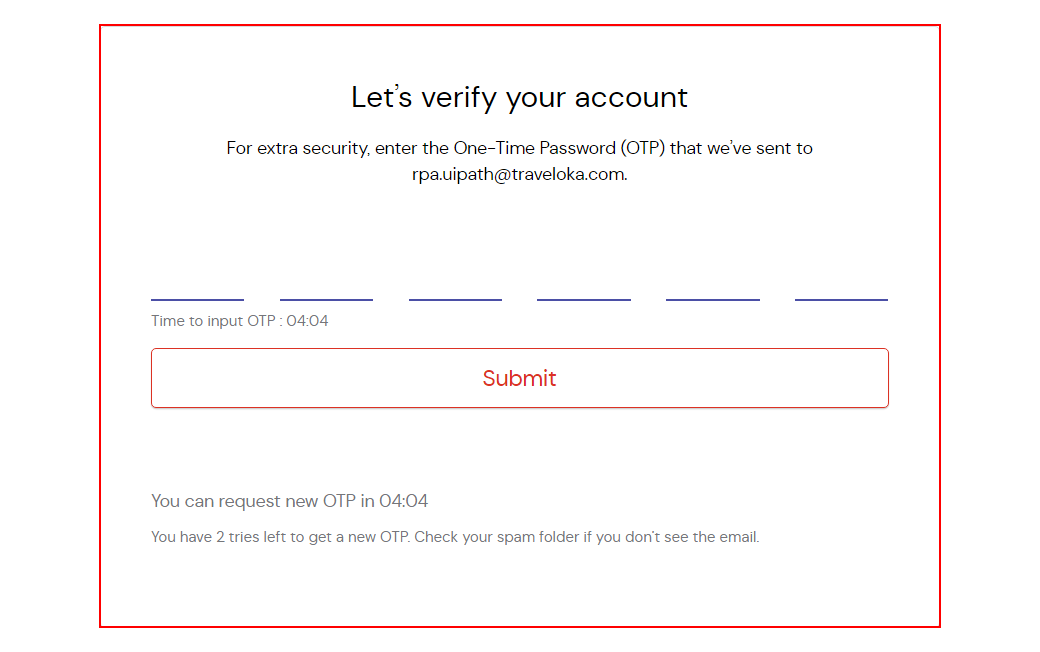 Let's verify your account
For extra security, enter the One-Time Password (OTP) that we've sent to
rpa.uipath@traveloka.com.
Time to input OTP : 04:04
Submit
You can request new OTP in 04:04
You have 2 tries left to get a new OTP. Check your spam folder if you don't see the email.